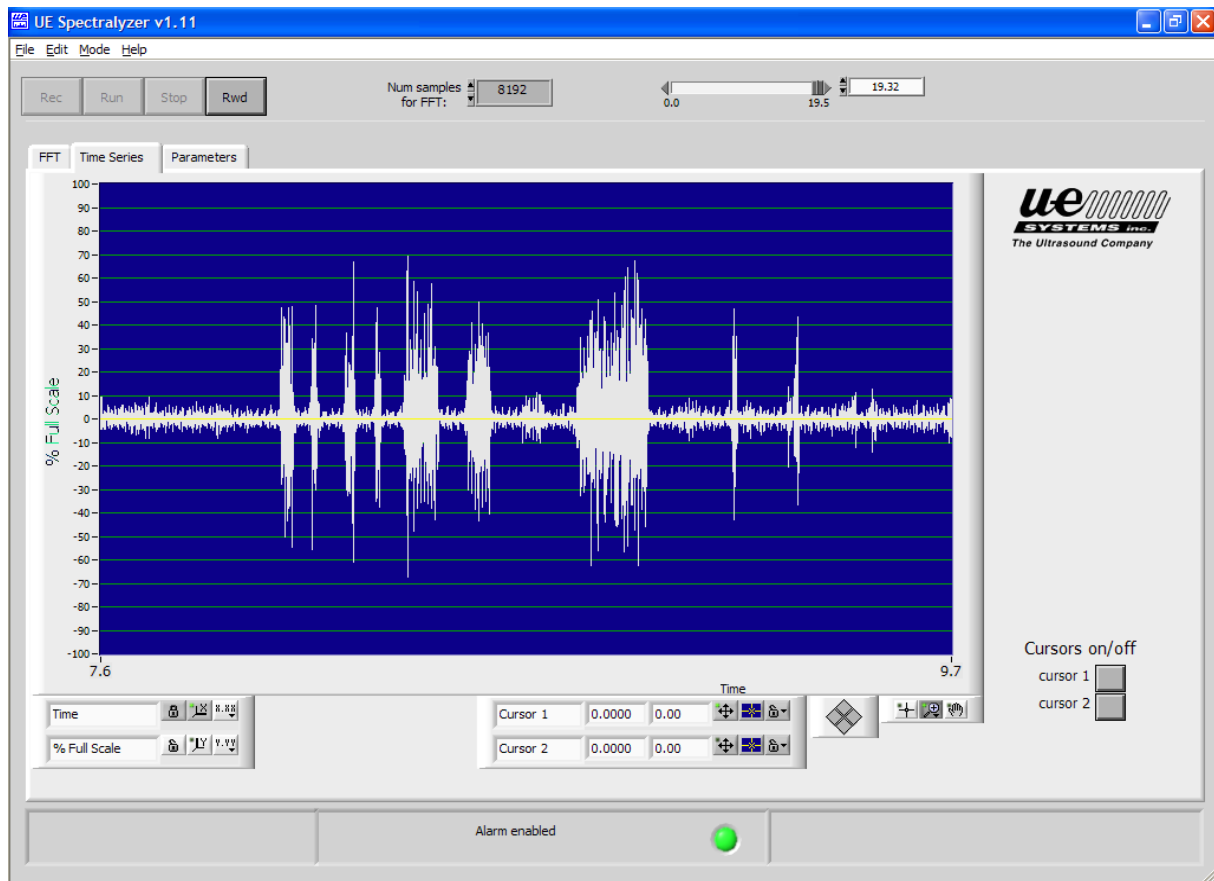 UE Spectralyzer v1.11
File Edit Mode Help
Rec Run Stop Rwd
Num samples for FFT: 8192
0.0 19.5
19.32
FFT Time Series Parameters
100
90
80
70
60
50
40
30
20
10
0
-10
-20
-30
-40
-50
-60
-70
-80
-90
-100
% Full Scale
7.6 9.7
Time
ue
SYSTEMS inc.
The Ultrasound Company
Cursors on/off
cursor 1
cursor 2
Time X X.XX
% Full Scale Y Y.YY
Cursor 1 0.0000 0.00
Cursor 2 0.0000 0.00
Alarm enabled